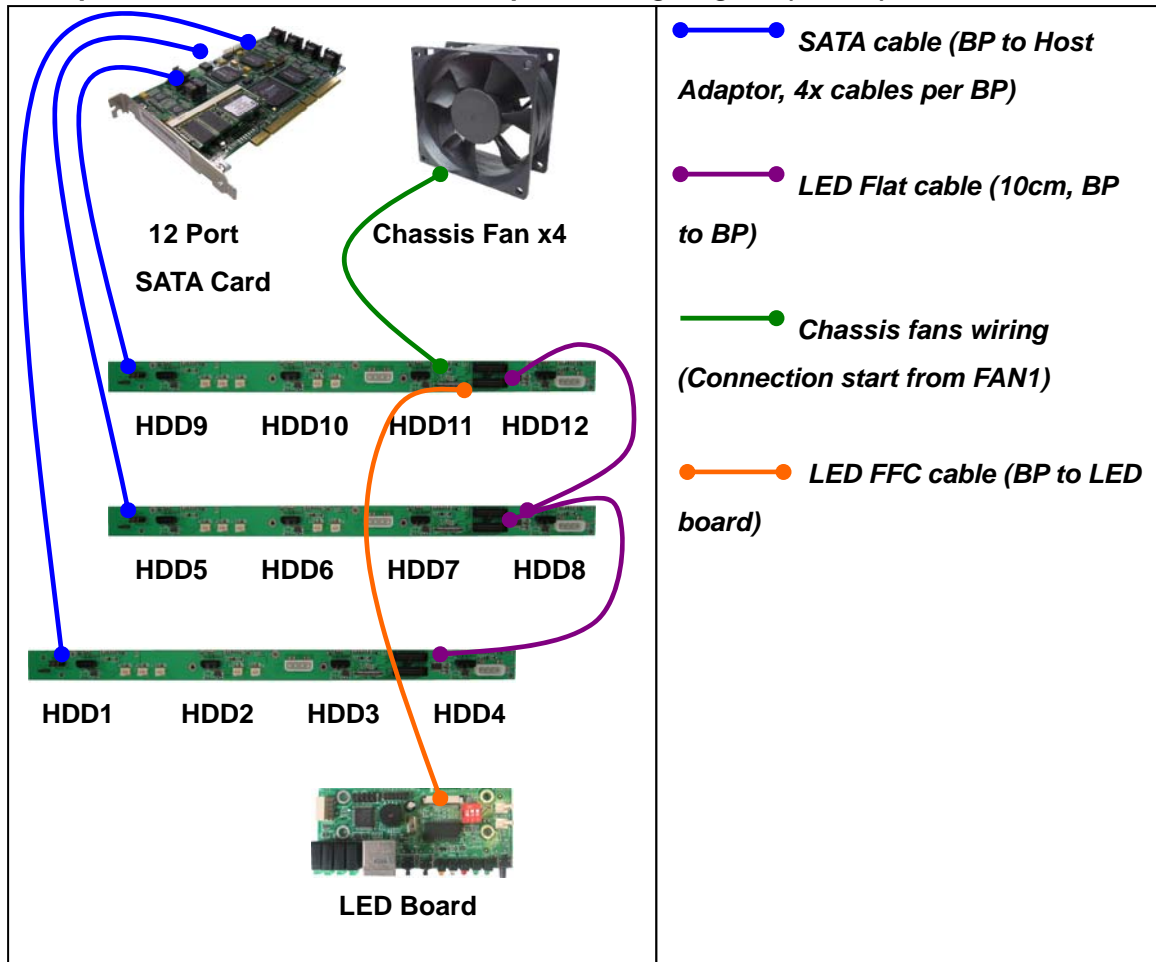 12 Port
SATA Card
Chassis Fan x4
HDD9 HDD10 HDD11 HDD12
HDD5 HDD6 HDD7 HDD8
HDD1 HDD2 HDD3 HDD4
LED Board
SATA cable (BP to Host
Adaptor, 4x cables per BP)
LED Flat cable (10cm, BP
to BP)
Chassis fans wiring
(Connection start from FAN1)
LED FFC cable (BP to LED
board)